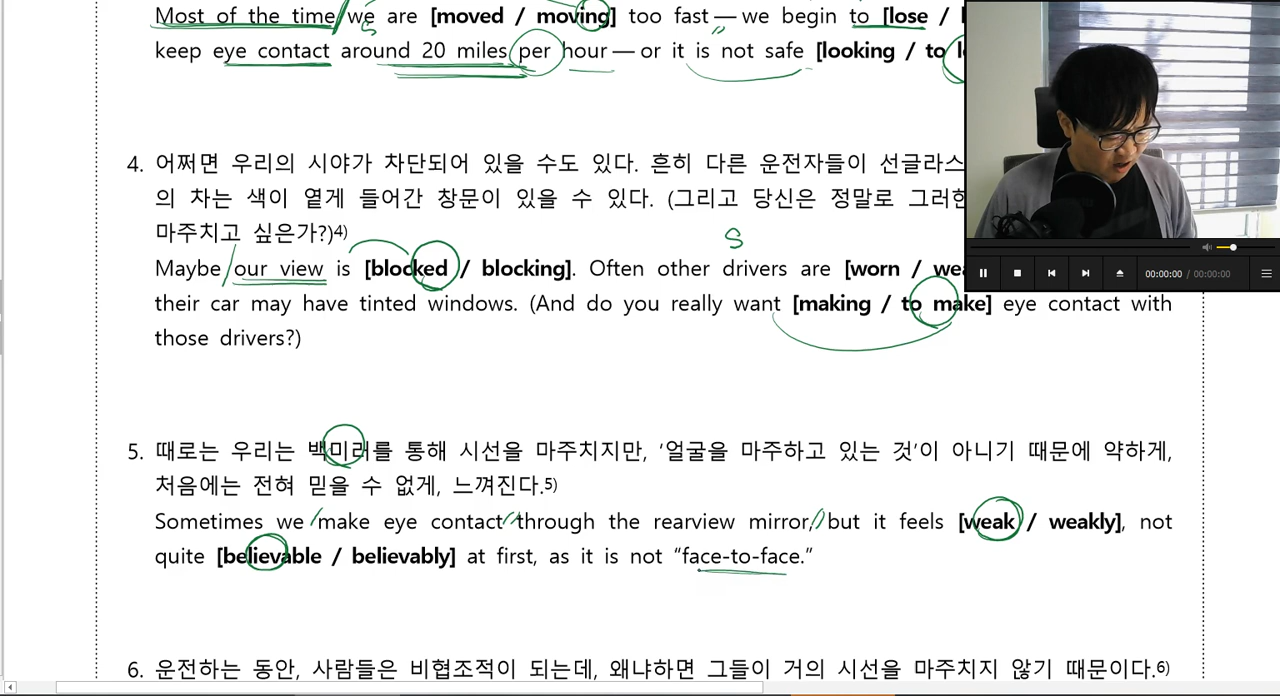 Most of the time we are [moved / moving] too fast — we begin to [lose /
keep eye contact around 20 miles per hour — or it is not safe [looking / to
4. 어쩌면 우리의 시야가 차단되어 있을 수도 있다. 흔히 다른 운전자들이 선글라스
의 차는 색이 옅게 들어간 창문이 있을 수 있다. (그리고 당신은 정말로 그러한
마주치고 싶은가?)4)
S
Maybe our view is [blocked / blocking]. Often other drivers are [worn /
their car may have tinted windows. (And do you really want [making / to make] eye contact with
those drivers?)
5. 때로는 우리는 백미러를 통해 시선을 마주치지만, '얼굴을 마주하고 있는 것'이 아니기 때문에 약하게,
처음에는 전혀 믿을 수 없게, 느껴진다.5)
Sometimes we make eye contact through the rearview mirror, but it feels [weak / weakly], not
quite [believable / believably] at first, as it is not “face-to-face.”
6. 운전하는 동안, 사람들은 비협조적이 되는데, 왜냐하면 그들이 거의 시선을 마주치지 않기 때문이다.6)
00:00:00 / 00:00:00